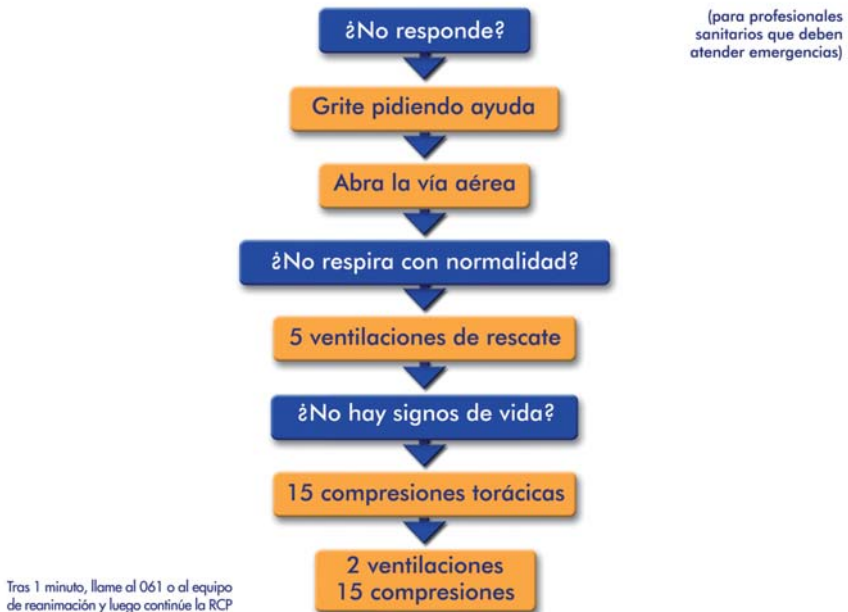 ¿No responde?
(para profesionales
sanitarios que deben
atender emergencias)
Grite pidiendo ayuda
Abra la vía aérea
¿No respira con normalidad?
5 ventilaciones de rescate
¿No hay signos de vida?
15 compresiones torácicas
2 ventilaciones
15 compresiones
Tras 1 minuto, llame al 061 o al equipo
de reanimación y luego continúe la RCP